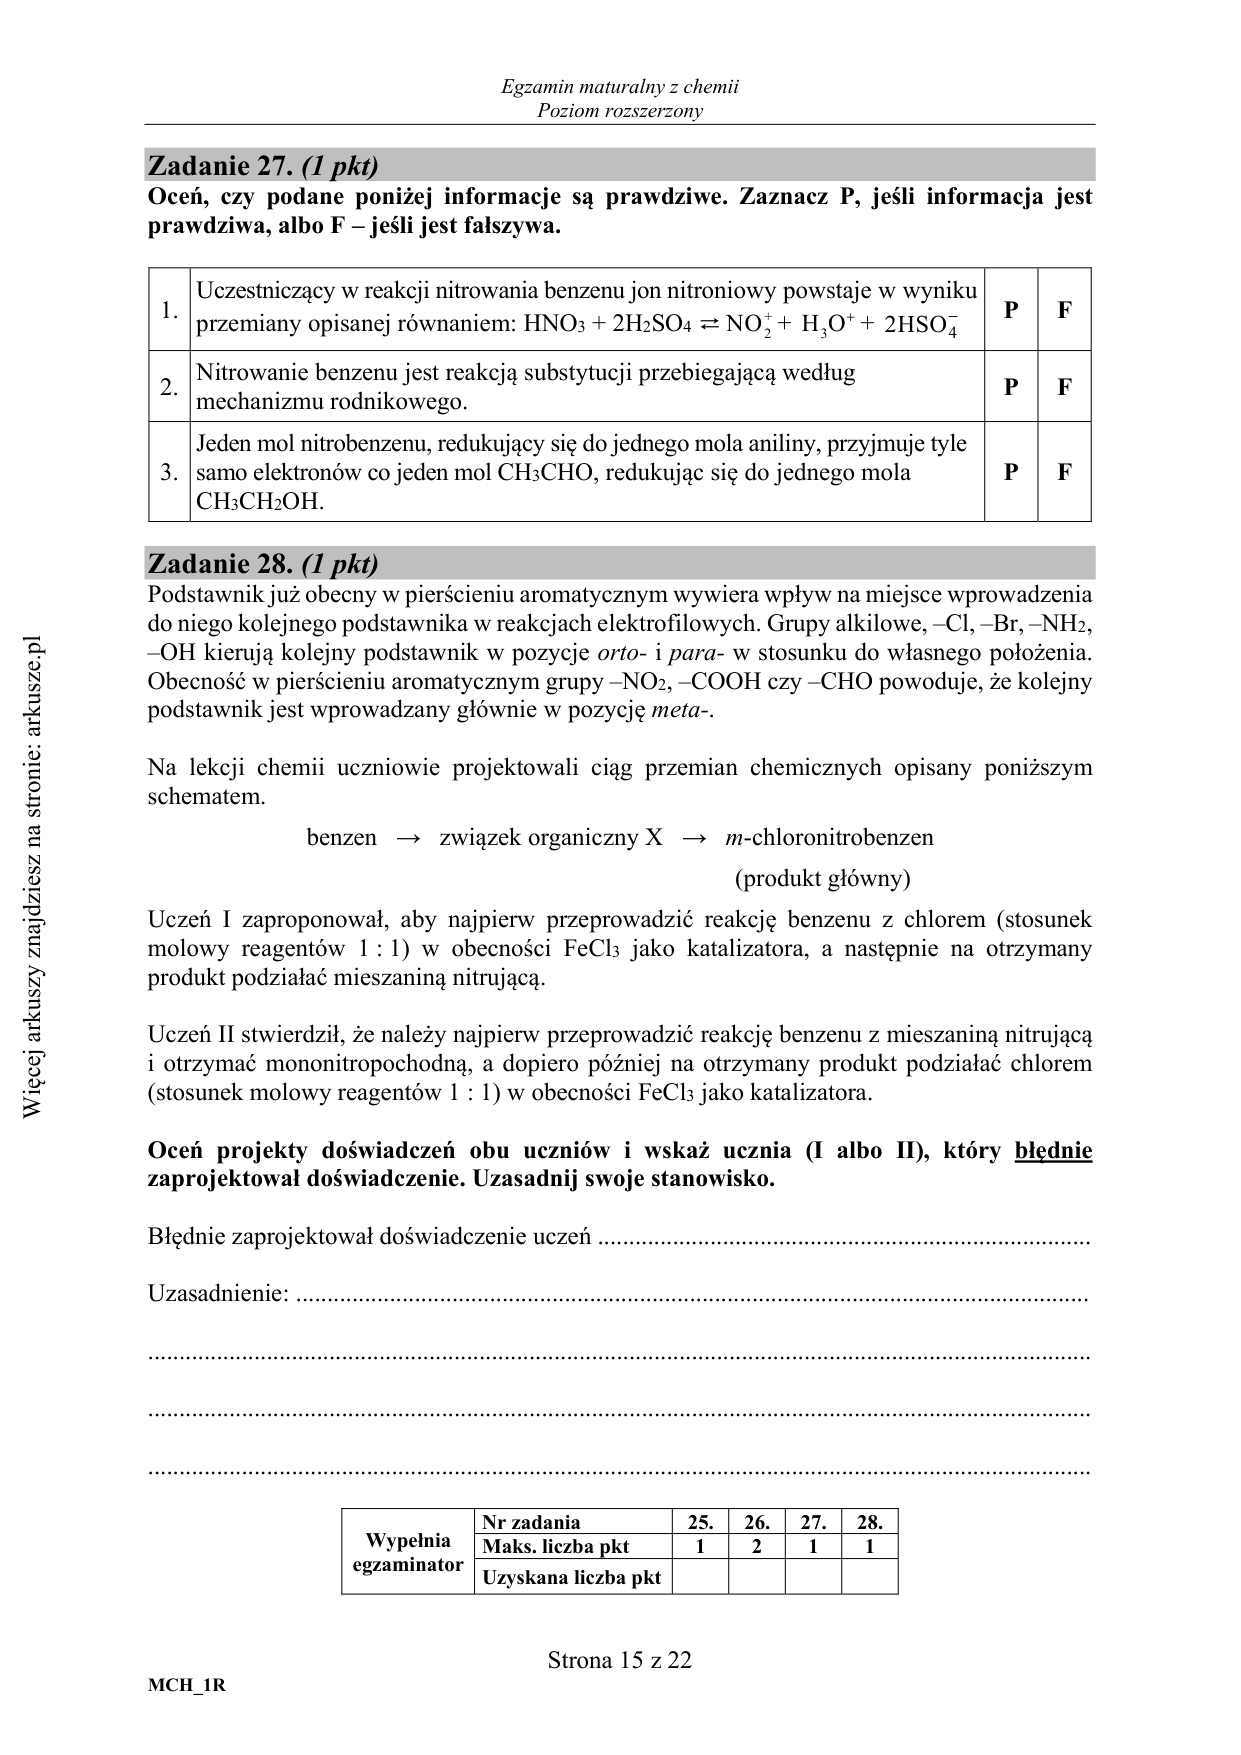 Egzamin maturalny z chemii
Poziom rozszerzony
Zadanie 27. (1 pkt)
Oceń, czy podane poniżej informacje są prawdziwe. Zaznacz P, jeśli informacja jest
prawdziwa, albo F – jeśli jest fałszywa.
1. Uczestniczący w reakcji nitrowania benzenu jon nitroniowy powstaje w wyniku
przemiany opisanej równaniem: HNO₃ + 2H₂SO₄ ⇄ NO₂⁺ + H₃O⁺ + 2HSO₄⁻ P F
2. Nitrowanie benzenu jest reakcją substytucji przebiegającą według
mechanizmu rodnikowego. P F
3. Jeden mol nitrobenzenu, redukujący się do jednego mola aniliny, przyjmuje tyle
samo elektronów co jeden mol CH₃CHO, redukując się do jednego mola
CH₃CH₂OH. P F
Zadanie 28. (1 pkt)
Podstawnik już obecny w pierścieniu aromatycznym wywiera wpływ na miejsce wprowadzenia
do niego kolejnego podstawnika w reakcjach elektrofilowych. Grupy alkilowe, –Cl, –Br, –NH₂,
–OH kierują kolejny podstawnik w pozycje orto- i para- w stosunku do własnego położenia.
Obecność w pierścieniu aromatycznym grupy –NO₂, –COOH czy –CHO powoduje, że kolejny
podstawnik jest wprowadzany głównie w pozycję meta-.
Na lekcji chemii uczniowie projektowali ciąg przemian chemicznych opisany poniższym
schematem.
benzen → związek organiczny X → m-chloronitrobenzen
(produkt główny)
Uczeń I zaproponował, aby najpierw przeprowadzić reakcję benzenu z chlorem (stosunek
molowy reagentów 1 : 1) w obecności FeCl₃ jako katalizatora, a następnie na otrzymany
produkt podziałać mieszaniną nitrującą.
Uczeń II stwierdził, że należy najpierw przeprowadzić reakcję benzenu z mieszaniną nitrującą
i otrzymać mononitropochodną, a dopiero później na otrzymany produkt podziałać chlorem
(stosunek molowy reagentów 1 : 1) w obecności FeCl₃ jako katalizatora.
Oceń projekty doświadczeń obu uczniów i wskaż ucznia (I albo II), który błędnie
zaprojektował doświadczenie. Uzasadnij swoje stanowisko.
Błędnie zaprojektował doświadczenie uczeń ...............................................................................
Uzasadnienie: ...............................................................................................................................
.......................................................................................................................................................
.......................................................................................................................................................
.......................................................................................................................................................
Wypełnia
egzaminator
Nr zadania 25. 26. 27. 28.
Maks. liczba pkt 1 2 1 1
Uzyskana liczba pkt
Strona 15 z 22
MCH_1R
Więcej arkuszy znajdziesz na stronie: arkusze.pl